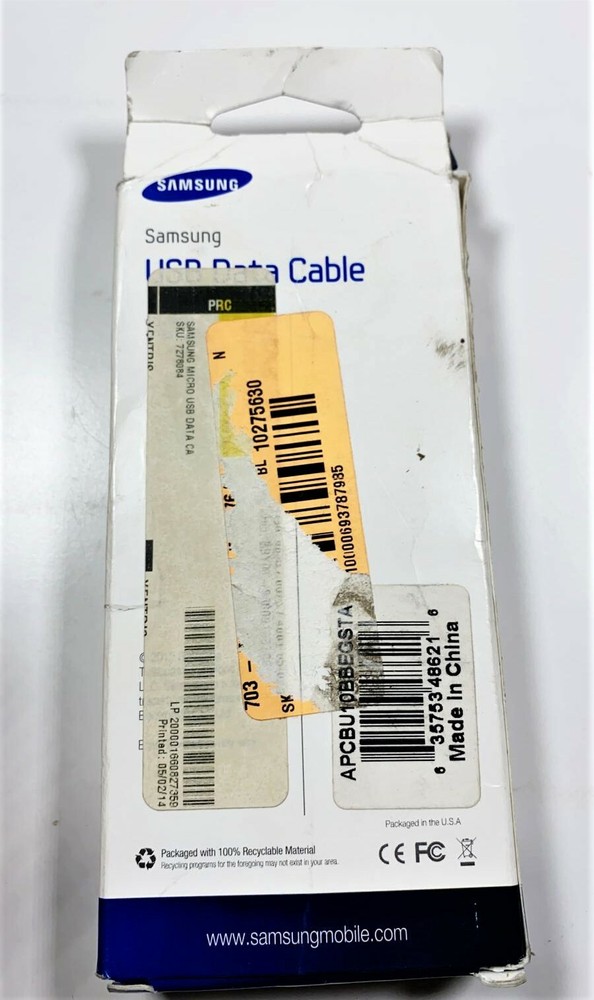 SAMSUNG
Samsung
USB Data Cable
PRC
SAMSUNG MICRO USB DATA CA
SKU: 7278084
LP 200001660827359
Printed: 05/02/14
N
BL 10275630
703 -
SK
10000693787985
APCBU10BBEGSTA
6 35753 48621 6
Made in China
Packaged in the U.S.A
Packaged with 100% Recyclable Material
Recycling programs for the foregoing may not exist in your area.
CE FC
www.samsungmobile.com